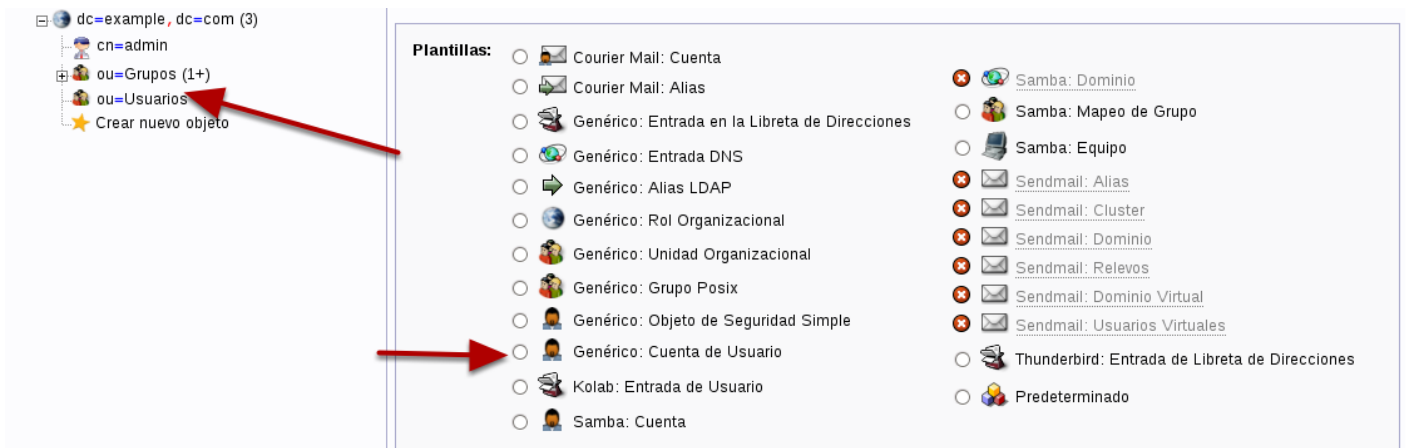 dc=example, dc=com (3)
cn=admin
ou=Grupos (1+)
ou=Usuarios
Crear nuevo objeto
Plantillas:
Courier Mail: Cuenta
Courier Mail: Alias
Genérico: Entrada en la Libreta de Direcciones
Genérico: Entrada DNS
Genérico: Alias LDAP
Genérico: Rol Organizacional
Genérico: Unidad Organizacional
Genérico: Grupo Posix
Genérico: Objeto de Seguridad Simple
Genérico: Cuenta de Usuario
Kolab: Entrada de Usuario
Samba: Cuenta
Samba: Dominio
Samba: Mapeo de Grupo
Samba: Equipo
Sendmail: Alias
Sendmail: Cluster
Sendmail: Dominio
Sendmail: Relevos
Sendmail: Dominio Virtual
Sendmail: Usuarios Virtuales
Thunderbird: Entrada de Libreta de Direcciones
Predeterminado